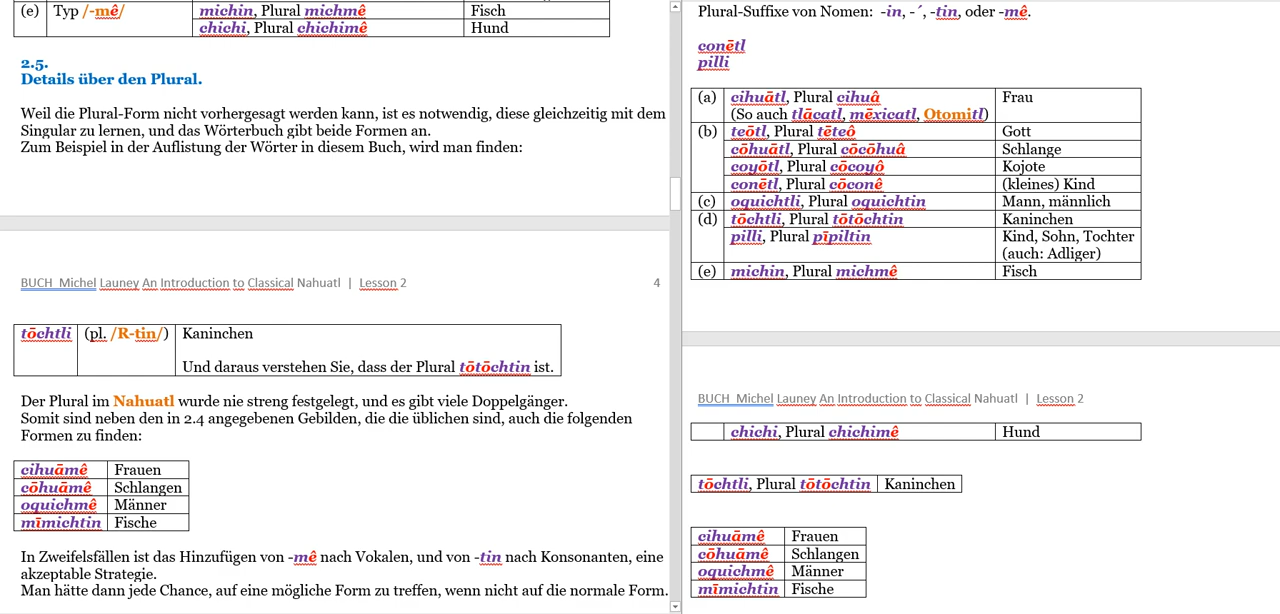 (e) Typ /-mê/ michin, Plural michmê Fisch
chichi, Plural chichimê Hund
2.5.
Details über den Plural.
Weil die Plural-Form nicht vorhergesagt werden kann, ist es notwendig, diese gleichzeitig mit dem
Singular zu lernen, und das Wörterbuch gibt beide Formen an.
Zum Beispiel in der Auflistung der Wörter in diesem Buch, wird man finden:
BUCH Michel Launey An Introduction to Classical Nahuatl | Lesson 2 4
tōchtli (pl. /R-tin/) Kaninchen
Und daraus verstehen Sie, dass der Plural tōtōchtin ist.
Der Plural im Nahuatl wurde nie streng festgelegt, und es gibt viele Doppelgänger.
Somit sind neben den in 2.4 angegebenen Gebilden, die die üblichen sind, auch die folgenden
Formen zu finden:
cihuāmê Frauen
cōhuāmê Schlangen
oquichmê Männer
mīmichtin Fische
In Zweifelsfällen ist das Hinzufügen von -mê nach Vokalen, und von -tin nach Konsonanten, eine
akzeptable Strategie.
Man hätte dann jede Chance, auf eine mögliche Form zu treffen, wenn nicht auf die normale Form.
Plural-Suffixe von Nomen: -in, -´, -tin, oder -mê.
conētl
pilli
(a) cihuātl, Plural cihuâ Frau
(So auch tlācatl, mēxicatl, Otomitl)
(b) teōtl, Plural tēteô Gott
cōhuātl, Plural cōcōhuâ Schlange
coyōtl, Plural cōcoyô Kojote
conētl, Plural cōconê (kleines) Kind
(c) oquichtli, Plural oquichtin Mann, männlich
(d) tōchtli, Plural tōtōchtin Kaninchen
pilli, Plural pīpiltin Kind, Sohn, Tochter
(auch: Adliger)
(e) michin, Plural michmê Fisch
BUCH Michel Launey An Introduction to Classical Nahuatl | Lesson 2
chichi, Plural chichimê Hund
tōchtli, Plural tōtōchtin Kaninchen
cihuāmê Frauen
cōhuāmê Schlangen
oquichmê Männer
mīmichtin Fische